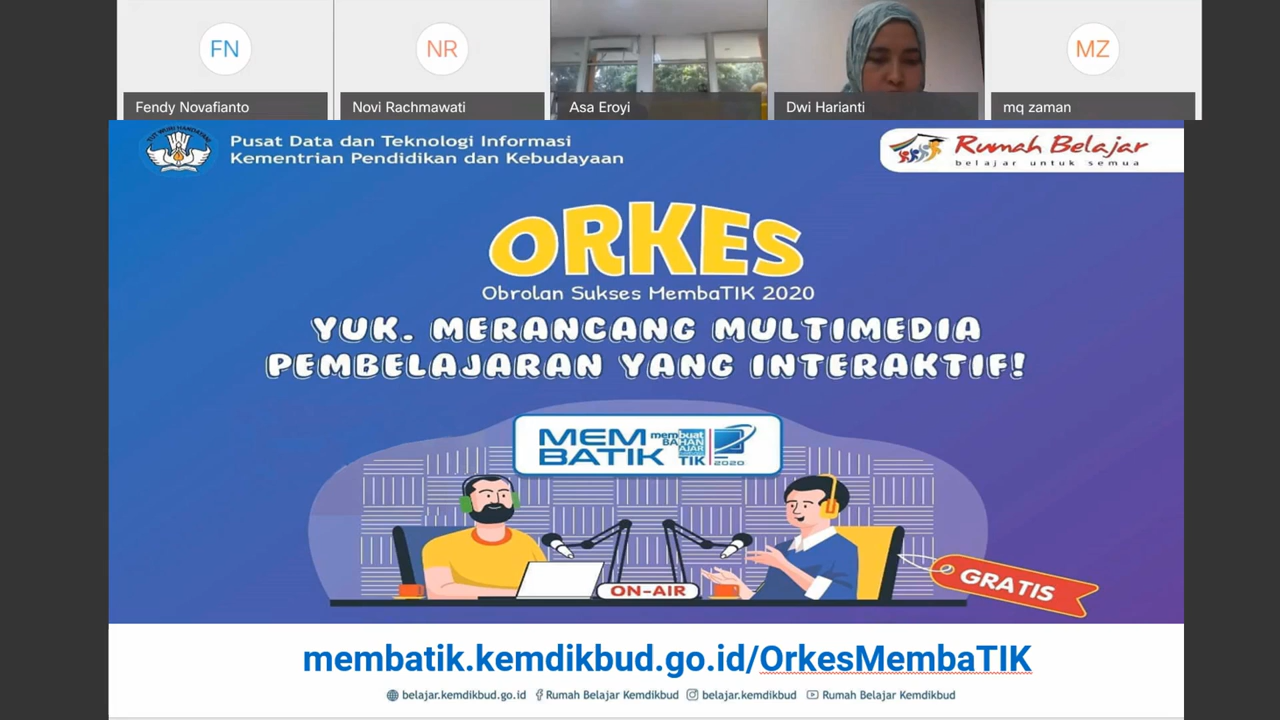 FN
NR
MZ
Fendy Novafianto
Novi Rachmawati
Asa Eroyi
Dwi Harianti
mq zaman
TUT WURI HANDAYANI
Pusat Data dan Teknologi Informasi
Kementrian Pendidikan dan Kebudayaan
Rumah Belajar
belajar untuk semua
ORKES
Obrolan Sukses MembaTIK 2020
YUK. MERANCANG MULTIMEDIA
PEMBELAJARAN YANG INTERAKTIF!
MEM
BATIK
membuat
BAHAN
AJAR
TIK
2020
ON-AIR
GRATIS
membatik.kemdikbud.go.id/OrkesMembaTIK
belajar.kemdikbud.go.id Rumah Belajar Kemdikbud belajar.kemdikbud Rumah Belajar Kemdikbud